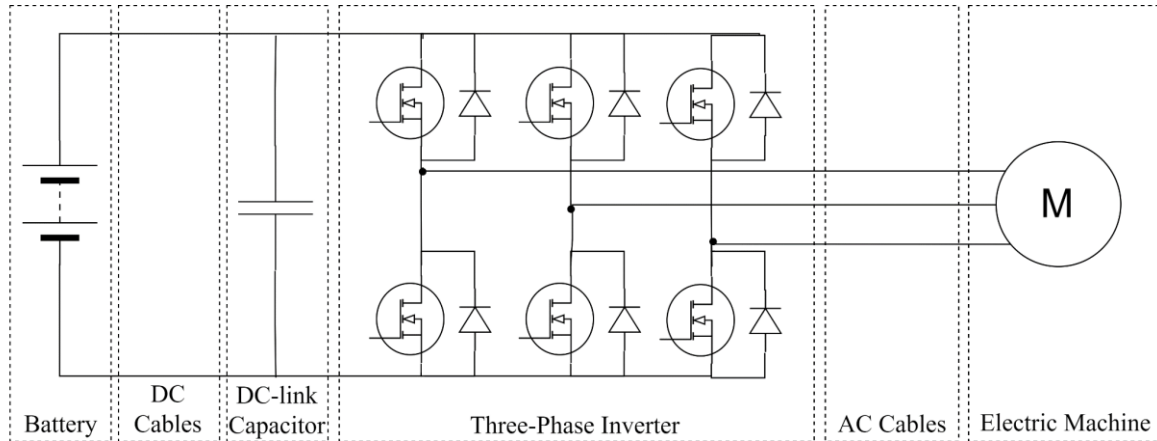 M
DC
Cables
DC-link
Capacitor
Battery
Three-Phase Inverter
AC Cables
Electric Machine